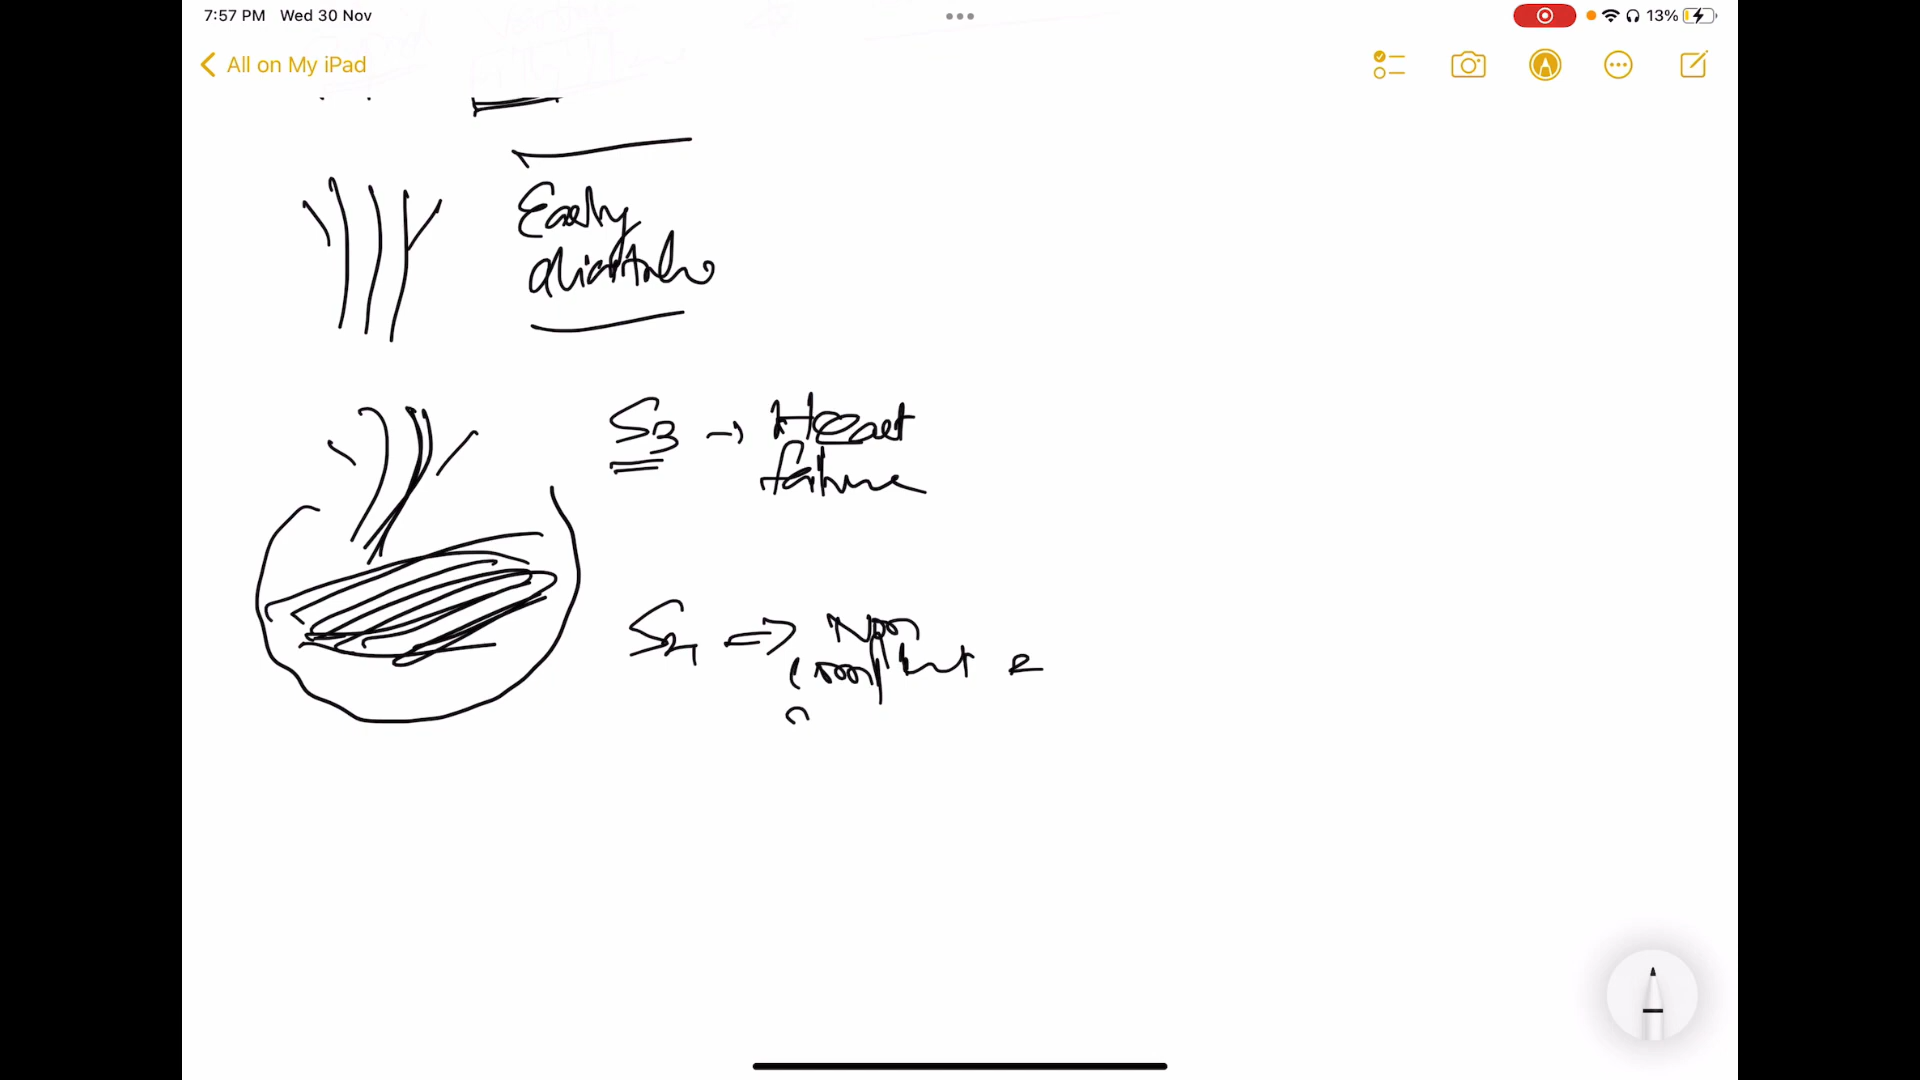 7:57 PM Wed 30 Nov
13%
All on My iPad
Early
diastole
S3 → Heart
failure
S4 ⇒ Non
compliant